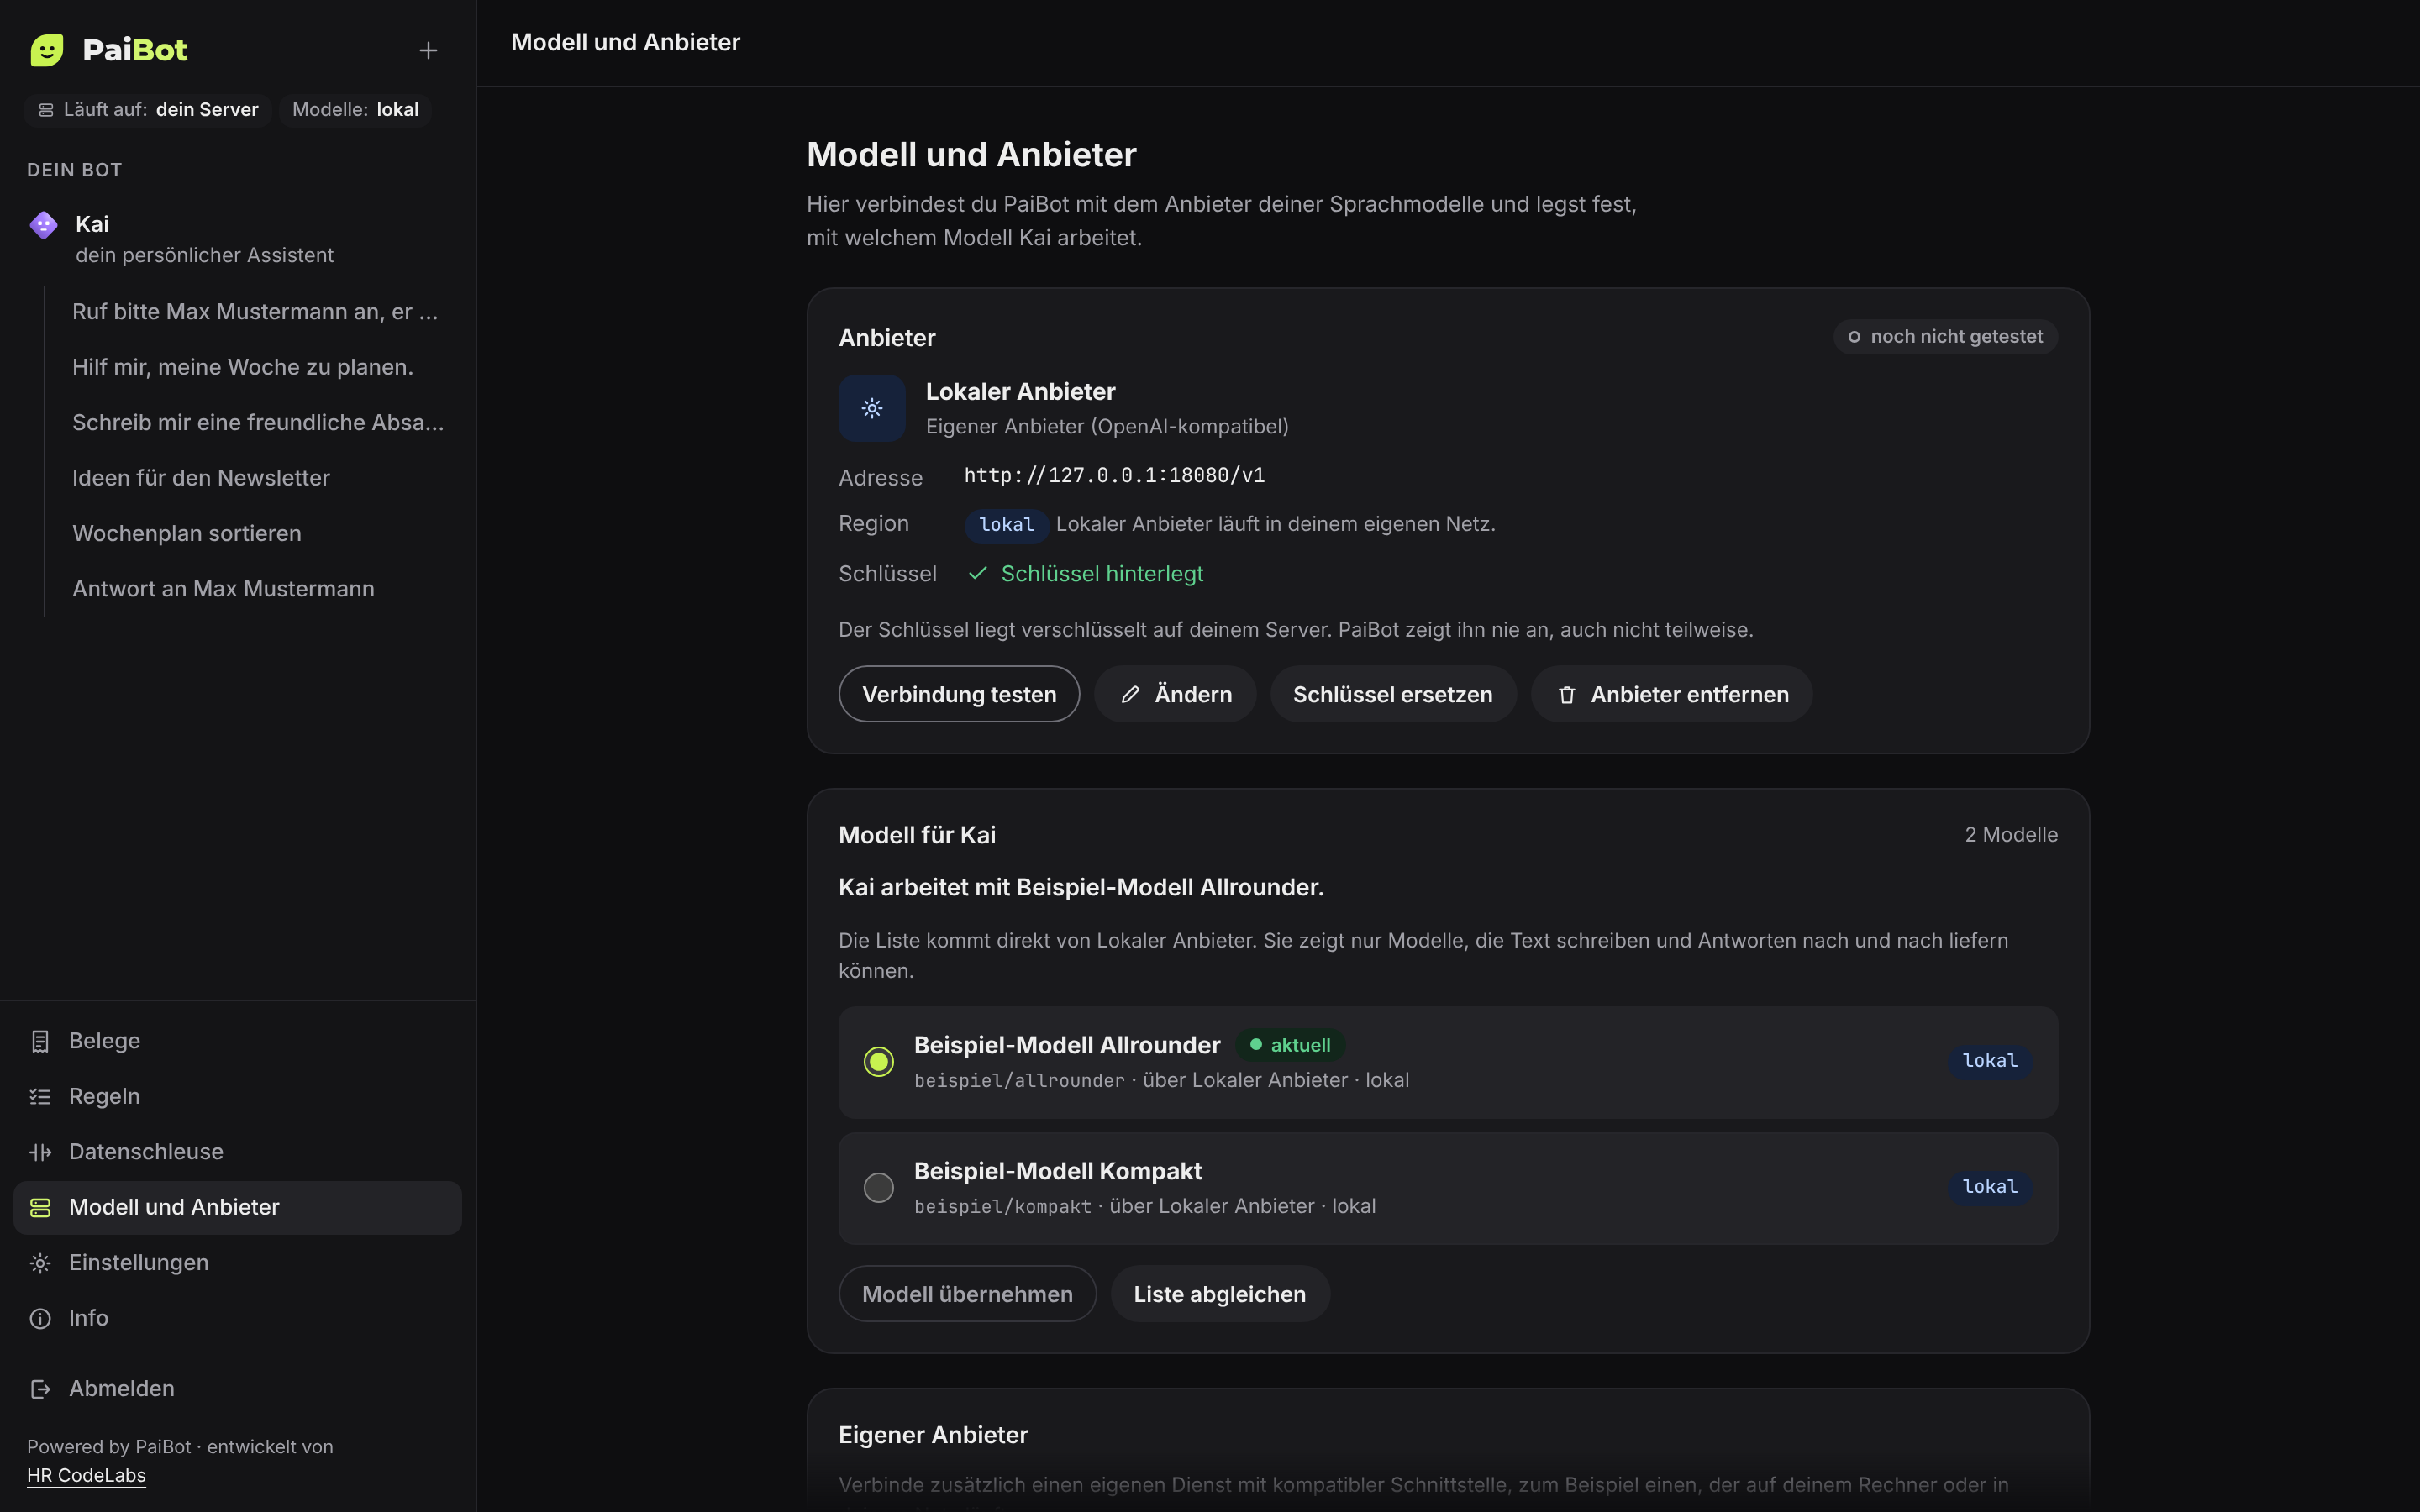 PaiBot
Läuft auf: dein Server
Modelle: lokal
DEIN BOT
Kai
dein persönlicher Assistent
Ruf bitte Max Mustermann an, er ...
Hilf mir, meine Woche zu planen.
Schreib mir eine freundliche Absa...
Ideen für den Newsletter
Wochenplan sortieren
Antwort an Max Mustermann
Belege
Regeln
Datenschleuse
Modell und Anbieter
Einstellungen
Info
Abmelden
Powered by PaiBot · entwickelt von
HR CodeLabs
Modell und Anbieter
Modell und Anbieter
Hier verbindest du PaiBot mit dem Anbieter deiner Sprachmodelle und legst fest,
mit welchem Modell Kai arbeitet.
Anbieter
noch nicht getestet
Lokaler Anbieter
Eigener Anbieter (OpenAI-kompatibel)
Adresse http://127.0.0.1:18080/v1
Region lokal Lokaler Anbieter läuft in deinem eigenen Netz.
Schlüssel Schlüssel hinterlegt
Der Schlüssel liegt verschlüsselt auf deinem Server. PaiBot zeigt ihn nie an, auch nicht teilweise.
Verbindung testen
Ändern
Schlüssel ersetzen
Anbieter entfernen
Modell für Kai
2 Modelle
Kai arbeitet mit Beispiel-Modell Allrounder.
Die Liste kommt direkt von Lokaler Anbieter. Sie zeigt nur Modelle, die Text schreiben und Antworten nach und nach liefern
können.
Beispiel-Modell Allrounder aktuell
beispiel/allrounder · über Lokaler Anbieter · lokal
lokal
Beispiel-Modell Kompakt
beispiel/kompakt · über Lokaler Anbieter · lokal
lokal
Modell übernehmen
Liste abgleichen
Eigener Anbieter
Verbinde zusätzlich einen eigenen Dienst mit kompatibler Schnittstelle, zum Beispiel einen, der auf deinem Rechner oder in